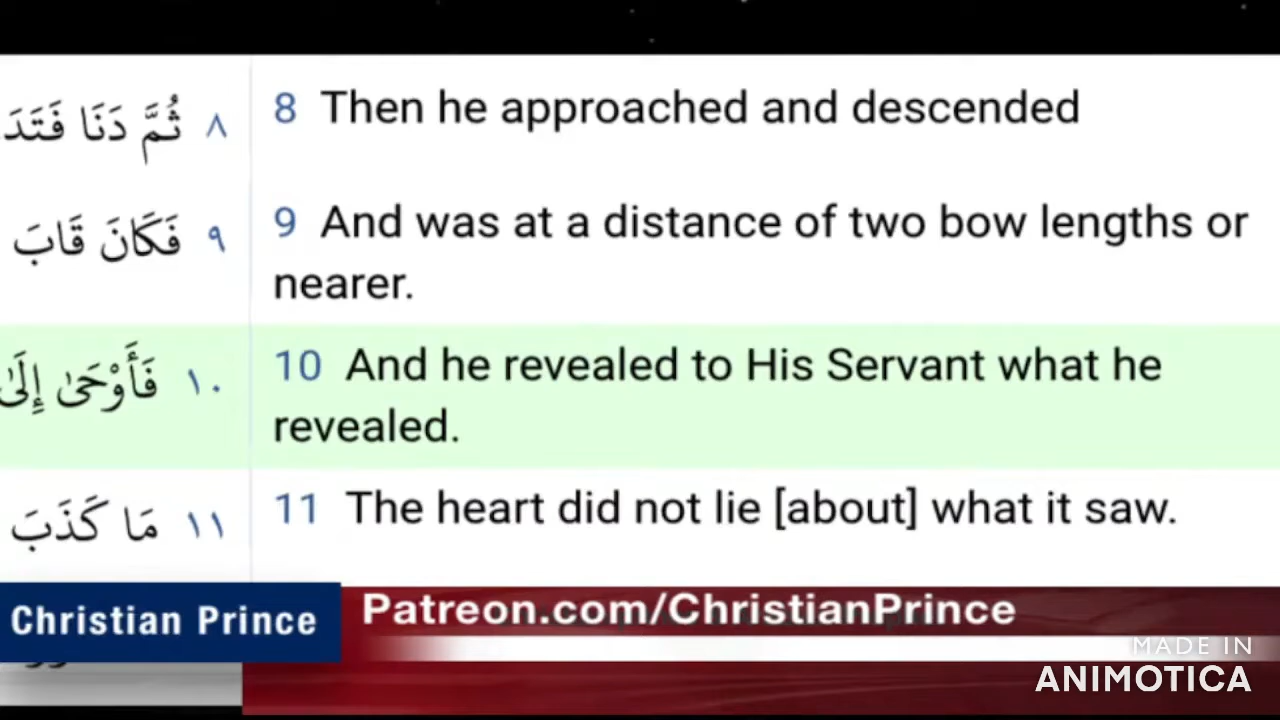 ٨ ثُمَّ دَنَا
8 Then he approached and descended
٩ فَكَانَ قَابَ
9 And was at a distance of two bow lengths or
nearer.
١٠ فَأَوْحَىٰ إِلَىٰ
10 And he revealed to His Servant what he
revealed.
١١ مَا كَذَبَ
11 The heart did not lie [about] what it saw.
Christian Prince
Patreon.com/ChristianPrince
MADE IN
ANIMOTICA